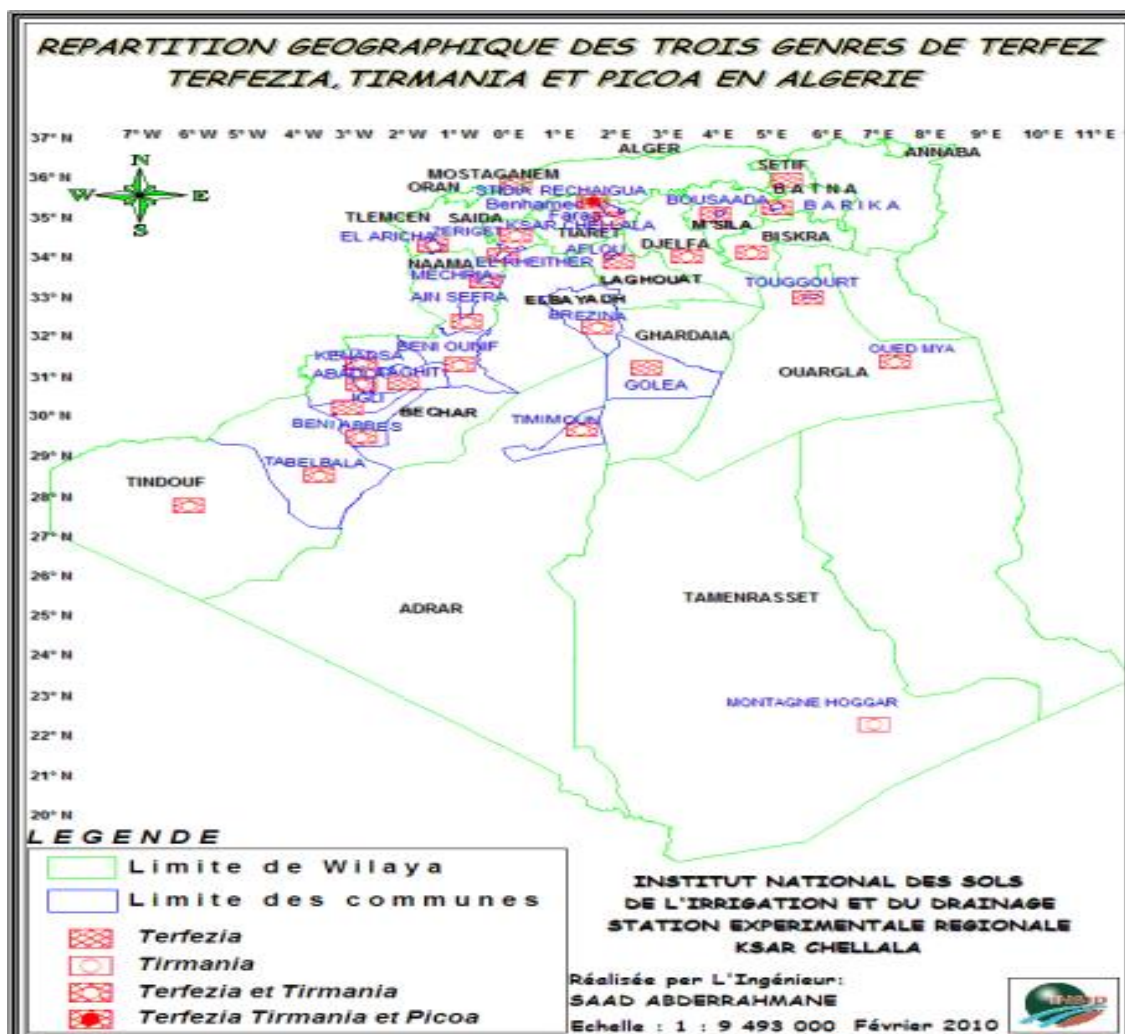 REPARTITION GEOGRAPHIQUE DES TROIS GENRES DE TERFEZ
TERFEZIA, TIRMANIA ET PICOA EN ALGERIE
37° N 7° W 6° W 5° W 4° W 3° W 2° W 1° W 0° E 1° E 2° E 3° E 4° E 5° E 6° E 7° E 8° E 9° E 10° E 11° E
N
W E
S
ALGER
ANNABA
MOSTAGANEM
SETIF
36° N
ORAN
STIDIA RECHAIGUA
BATNA
Benhamed
BOUSAADA
BARIKA
35° N
TLEMCEN
SAIDA
Faraa
KSAR CHELLALA
M'SILA
ZERIGET
TIARET
EL ARICHA
AFLOU
DJELFA
BISKRA
34° N
NAAMA
EL KHEITHER
MECHRIA
LAGHOUAT
TOUGGOURT
33° N
AIN SEFRA
ELBAYADH
BREZINA
GHARDAIA
32° N
BENI OUNIF
OUED MYA
KENADSA
OUARGLA
31° N
ABADLA
TAGHIT
GOLEA
IGLI
BECHAR
30° N
BENI ABBES
TIMIMOUN
29° N
TABELBALA
TINDOUF
28° N
27° N
26° N
ADRAR
TAMENRASSET
25° N
24° N
23° N
MONTAGNE HOGGAR
22° N
21° N
20° N
LEGENDE
Limite de Wilaya
Limite des communes
Terfezia
Tirmania
Terfezia et Tirmania
Terfezia Tirmania et Picoa
INSTITUT NATIONAL DES SOLS
DE L'IRRIGATION ET DU DRAINAGE
STATION EXPERIMENTALE REGIONALE
KSAR CHELLALA
Réalisée par L'Ingénieur:
SAAD ABDERRAHMANE
Echelle : 1 : 9 493 000 Février 2010
INSID